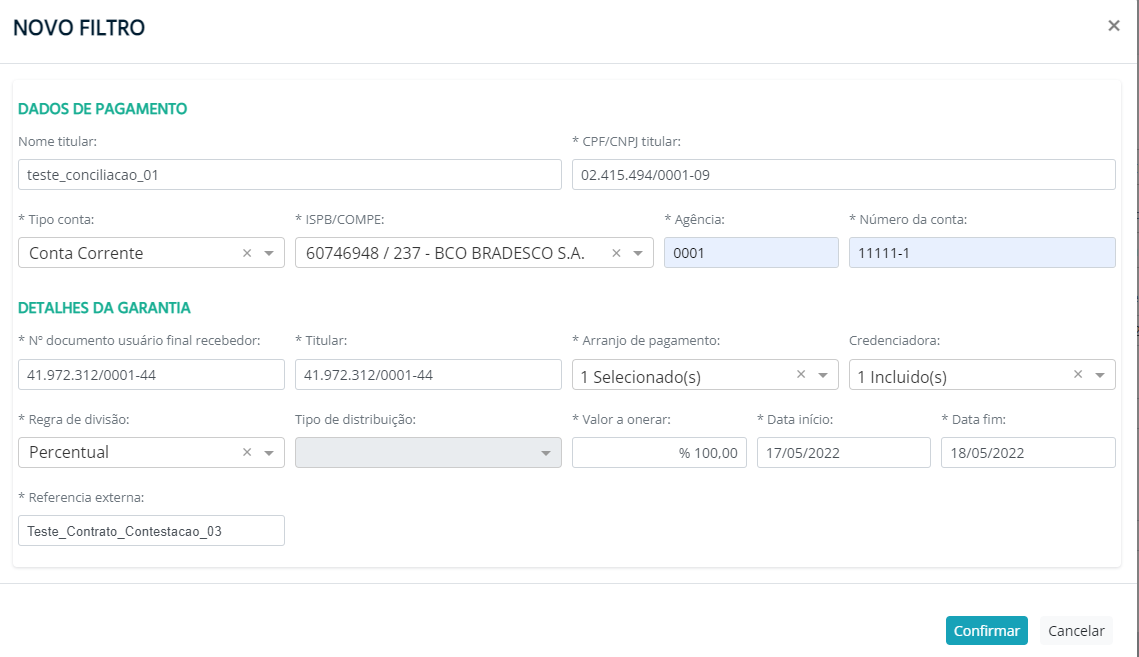 NOVO FILTRO ×
DADOS DE PAGAMENTO
Nome titular: * CPF/CNPJ titular:
teste_conciliacao_01 02.415.494/0001-09
* Tipo conta: * ISPB/COMPE: * Agência: * Número da conta:
Conta Corrente × 60746948 / 237 - BCO BRADESCO S.A. × 0001 11111-1
DETALHES DA GARANTIA
* Nº documento usuário final recebedor: * Titular: * Arranjo de pagamento: Credenciadora:
41.972.312/0001-44 41.972.312/0001-44 1 Selecionado(s) × 1 Incluido(s) ×
* Regra de divisão: Tipo de distribuição: * Valor a onerar: * Data início: * Data fim:
Percentual × % 100,00 17/05/2022 18/05/2022
* Referencia externa:
Teste_Contrato_Contestacao_03
Confirmar Cancelar